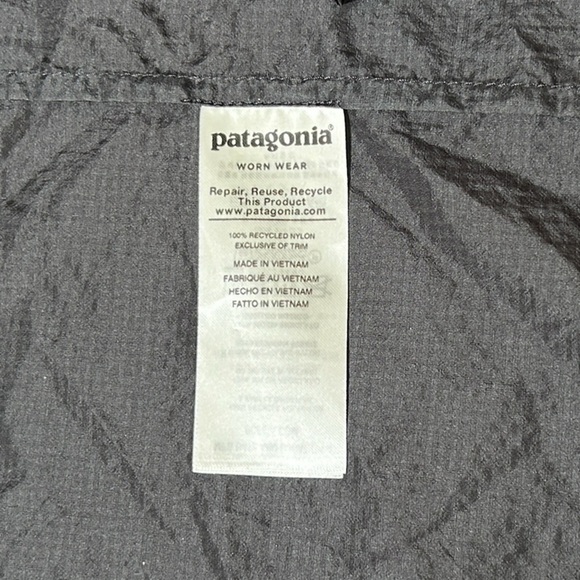 patagonia®
WORN WEAR
Repair, Reuse, Recycle
This Product
www.patagonia.com
100% RECYCLED NYLON
EXCLUSIVE OF TRIM
MADE IN VIETNAM
FABRIQUÉ AU VIETNAM
HECHO EN VIETNAM
FATTO IN VIETNAM